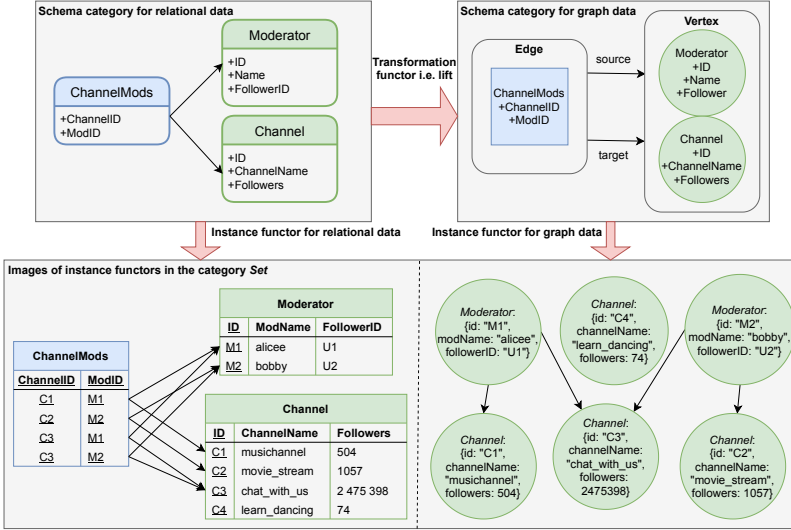 Schema category for relational data
ChannelMods
+ChannelID
+ModID
Moderator
+ID
+Name
+FollowerID
Channel
+ID
+ChannelName
+Followers
Transformation
functor i.e. lift
Schema category for graph data
Edge
ChannelMods
+ChannelID
+ModID
source
target
Vertex
Moderator
+ID
+Name
+Follower
Channel
+ID
+ChannelName
+Followers
Instance functor for relational data
Instance functor for graph data
Images of instance functors in the category Set
ChannelMods
ChannelID ModID
C1 M1
C2 M2
C3 M1
C3 M2
Moderator
ID ModName FollowerID
M1 alicee U1
M2 bobby U2
Channel
ID ChannelName Followers
C1 musichannel 504
C2 movie_stream 1057
C3 chat_with_us 2 475 398
C4 learn_dancing 74
Moderator:
{id: "M1",
modName: "alicee",
followerID: "U1"}
Channel:
{id: "C4",
channelName:
"learn_dancing",
followers: 74}
Moderator:
{id: "M2",
modName: "bobby",
followerID: "U2"}
Channel:
{id: "C1",
channelName:
"musichannel",
followers: 504}
Channel:
{id: "C3",
channelName:
"chat_with_us",
followers:
2475398}
Channel:
{id: "C2",
channelName:
"movie_stream",
followers: 1057}